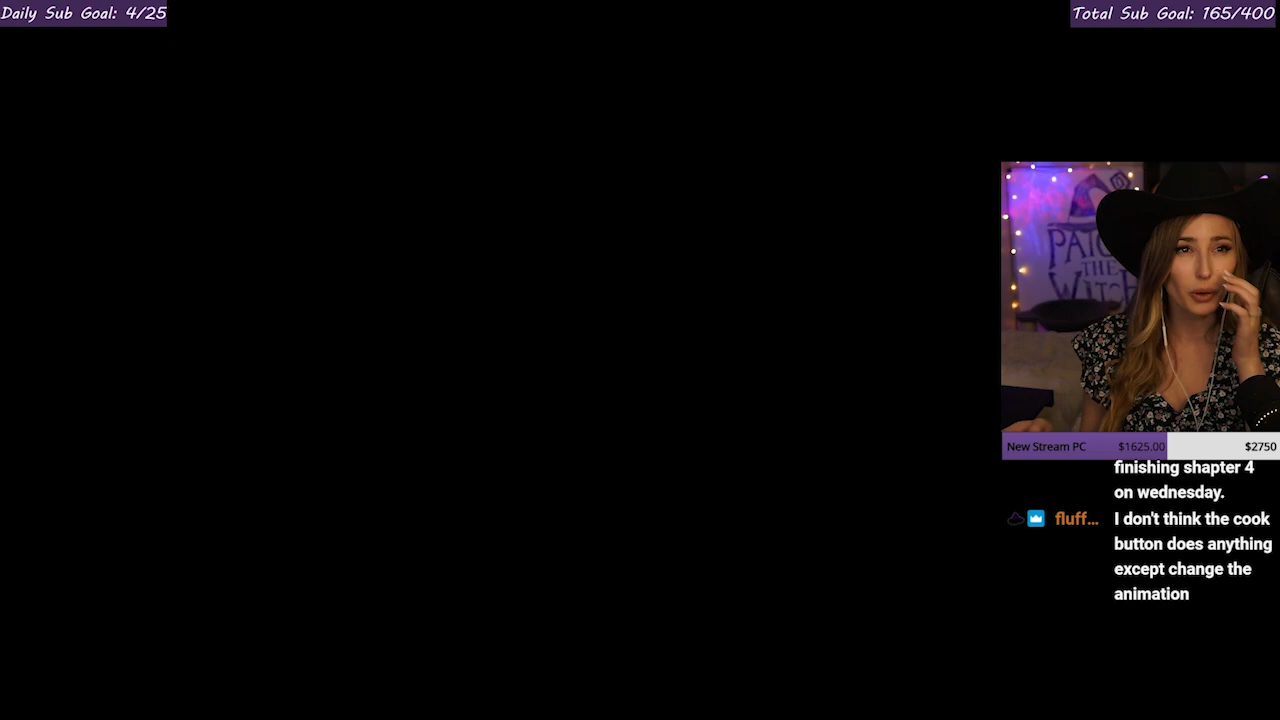 Daily Sub Goal: 4/25
Total Sub Goal: 165/400
THE
New Stream PC $1625.00 $2750
finishing shapter 4
on wednesday.
fluff... I don't think the cook
button does anything
except change the
animation